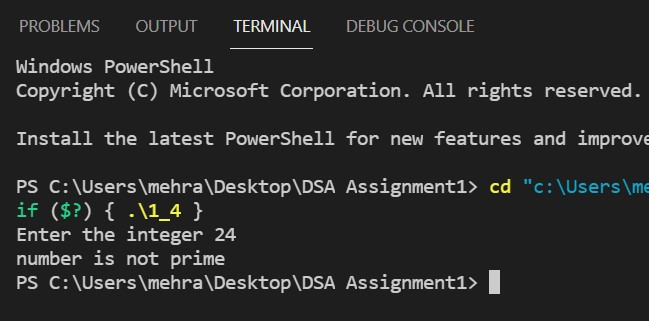 PROBLEMS OUTPUT TERMINAL DEBUG CONSOLE
Windows PowerShell
Copyright (C) Microsoft Corporation. All rights reserved.
Install the latest PowerShell for new features and improve
PS C:\Users\mehra\Desktop\DSA Assignment1> cd "c:\Users\me
if ($?) { .\1_4 }
Enter the integer 24
number is not prime
PS C:\Users\mehra\Desktop\DSA Assignment1>